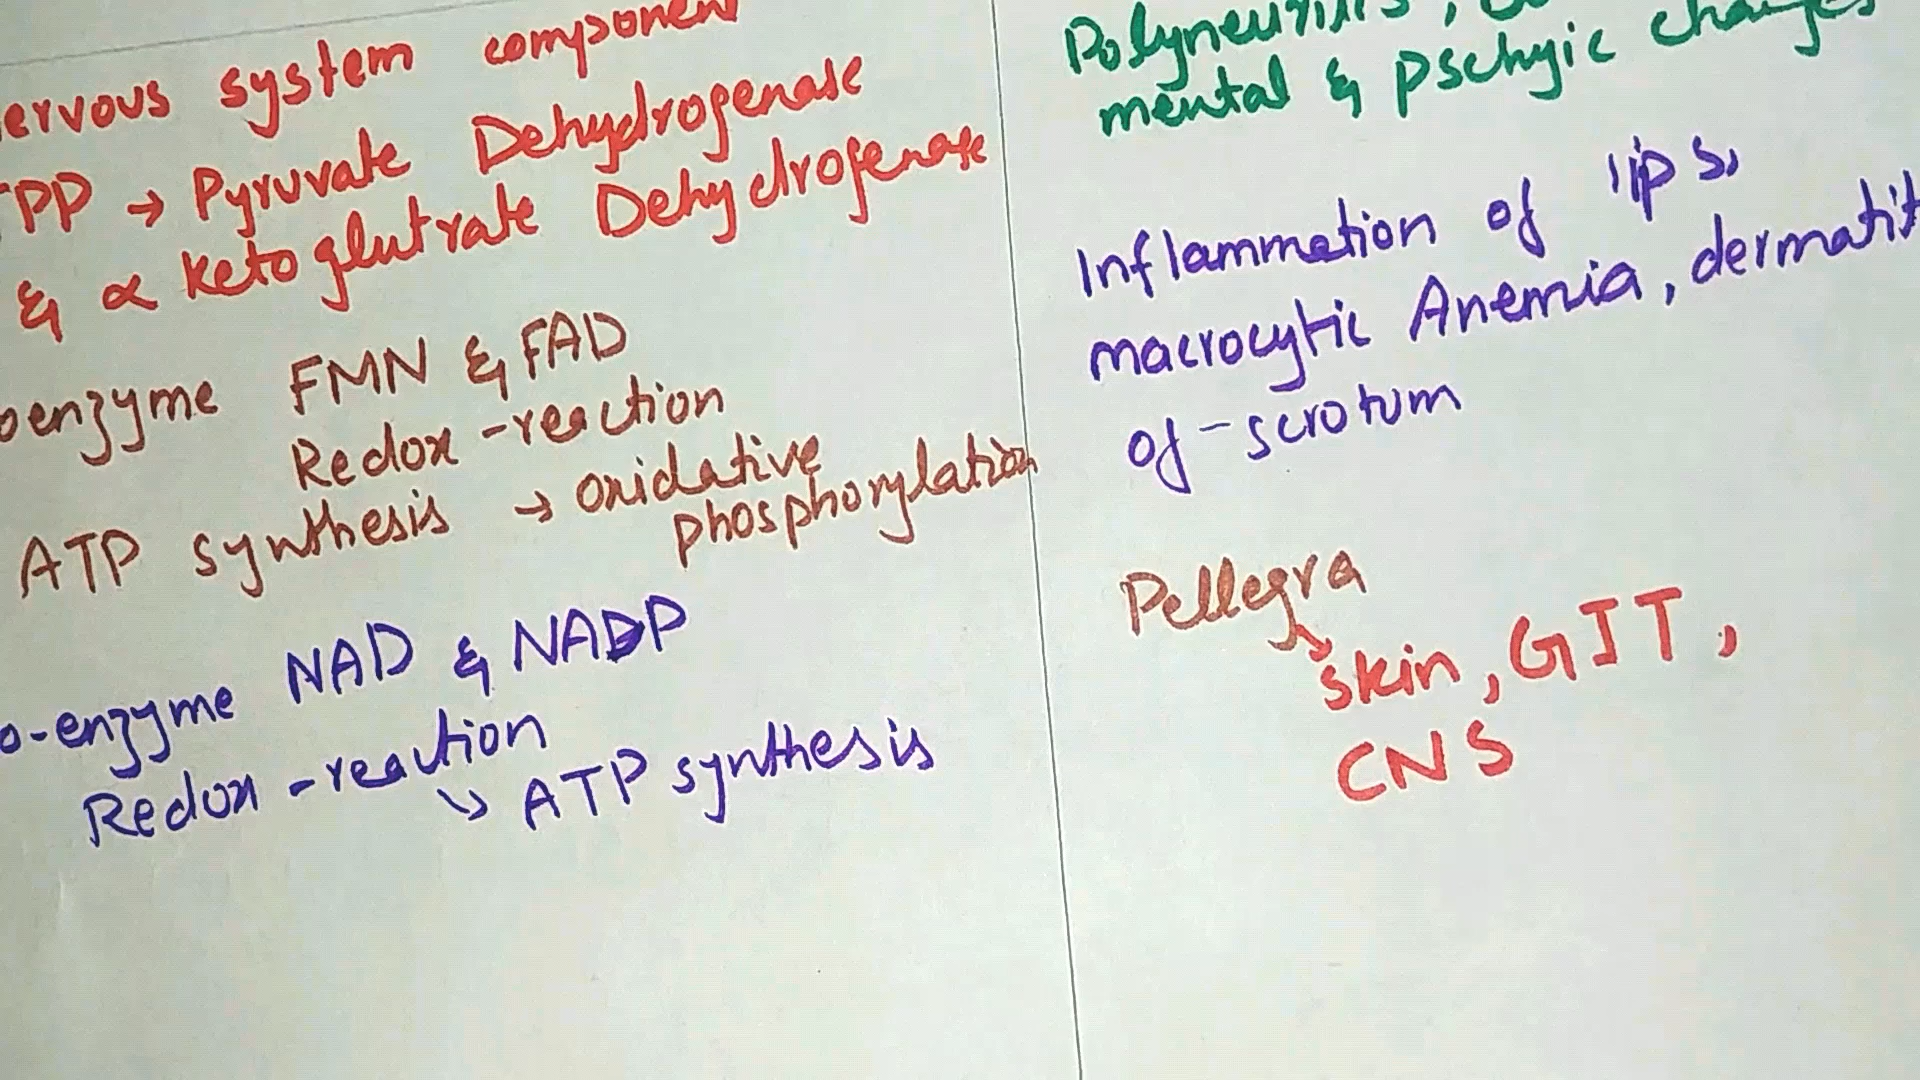 ervous system component
TPP → Pyruvate Dehydrogenase
& α Ketoglutrate Dehydrogenase
oenzyme FMN & FAD
Redox-reaction
ATP synthesis → oxidative
phosphorylation
o-enzyme NAD & NADP
Redox-reaction
↘ ATP synthesis
Polyneuritis,
mental & pschyic changes
Inflammation of lips,
macrocytic Anemia, dermatit
of-scrotum
Pellegra
skin, GIT,
CNS